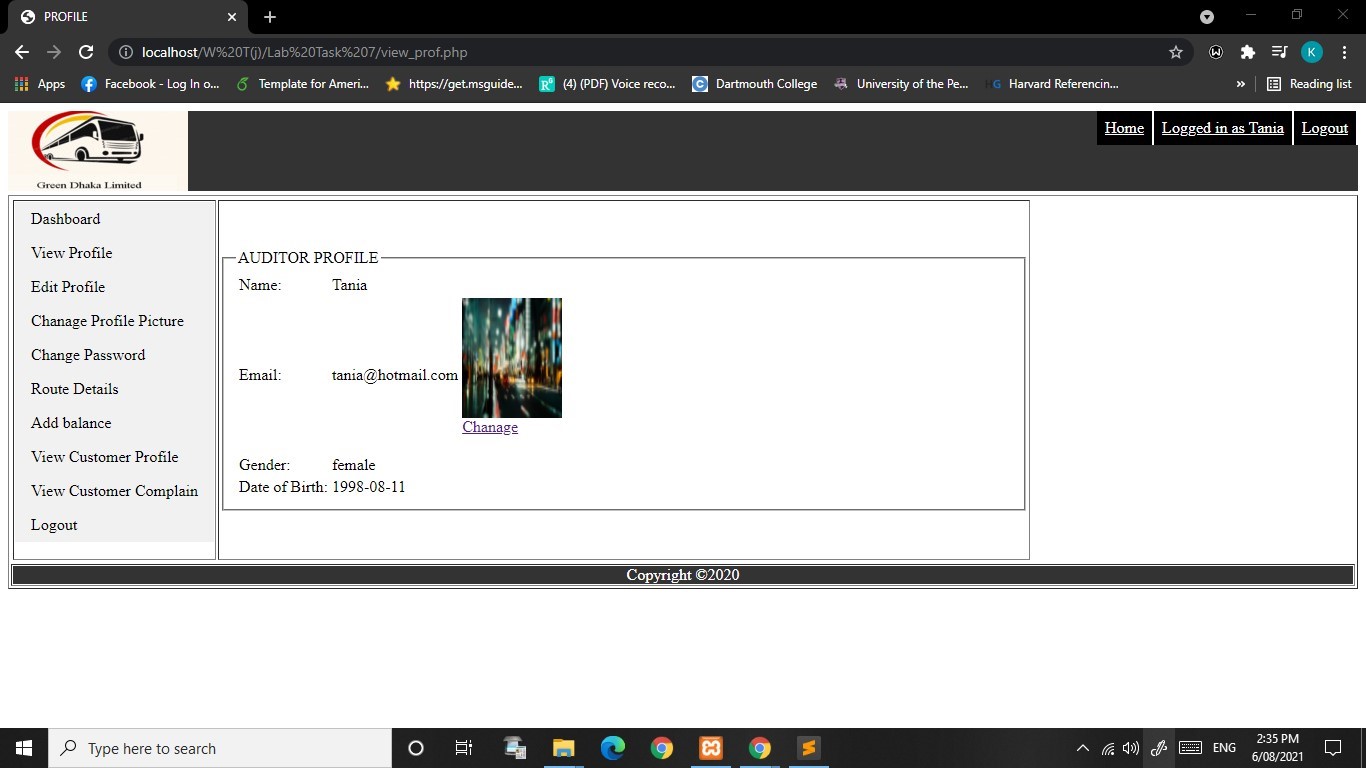 PROFILE
localhost/W%20T(j)/Lab%20Task%207/view_prof.php
K
Apps
Facebook - Log In o...
Template for Ameri...
https://get.msguide...
(4) (PDF) Voice reco...
Dartmouth College
University of the Pe...
HG Harvard Referencin...
»
Reading list
Green Dhaka Limited
Home
Logged in as Tania
Logout
Dashboard
View Profile
Edit Profile
Chanage Profile Picture
Change Password
Route Details
Add balance
View Customer Profile
View Customer Complain
Logout
AUDITOR PROFILE
Name: Tania
Email: tania@hotmail.com
Chanage
Gender: female
Date of Birth: 1998-08-11
Copyright ©2020
Type here to search
ENG
2:35 PM
6/08/2021